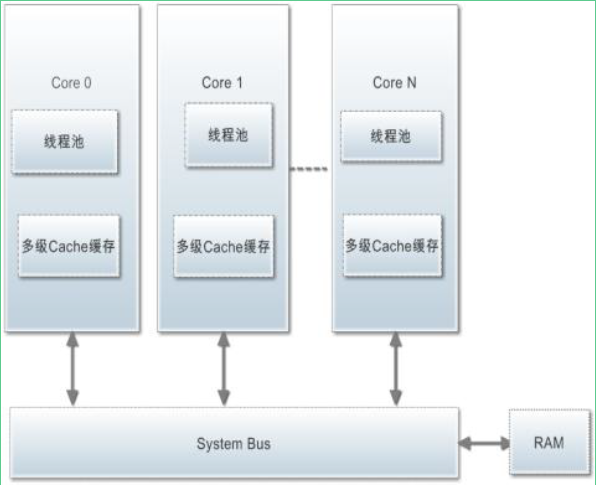 Core 0
Core 1
Core N
线程池
线程池
线程池
多级Cache缓存
多级Cache缓存
多级Cache缓存
System Bus
RAM